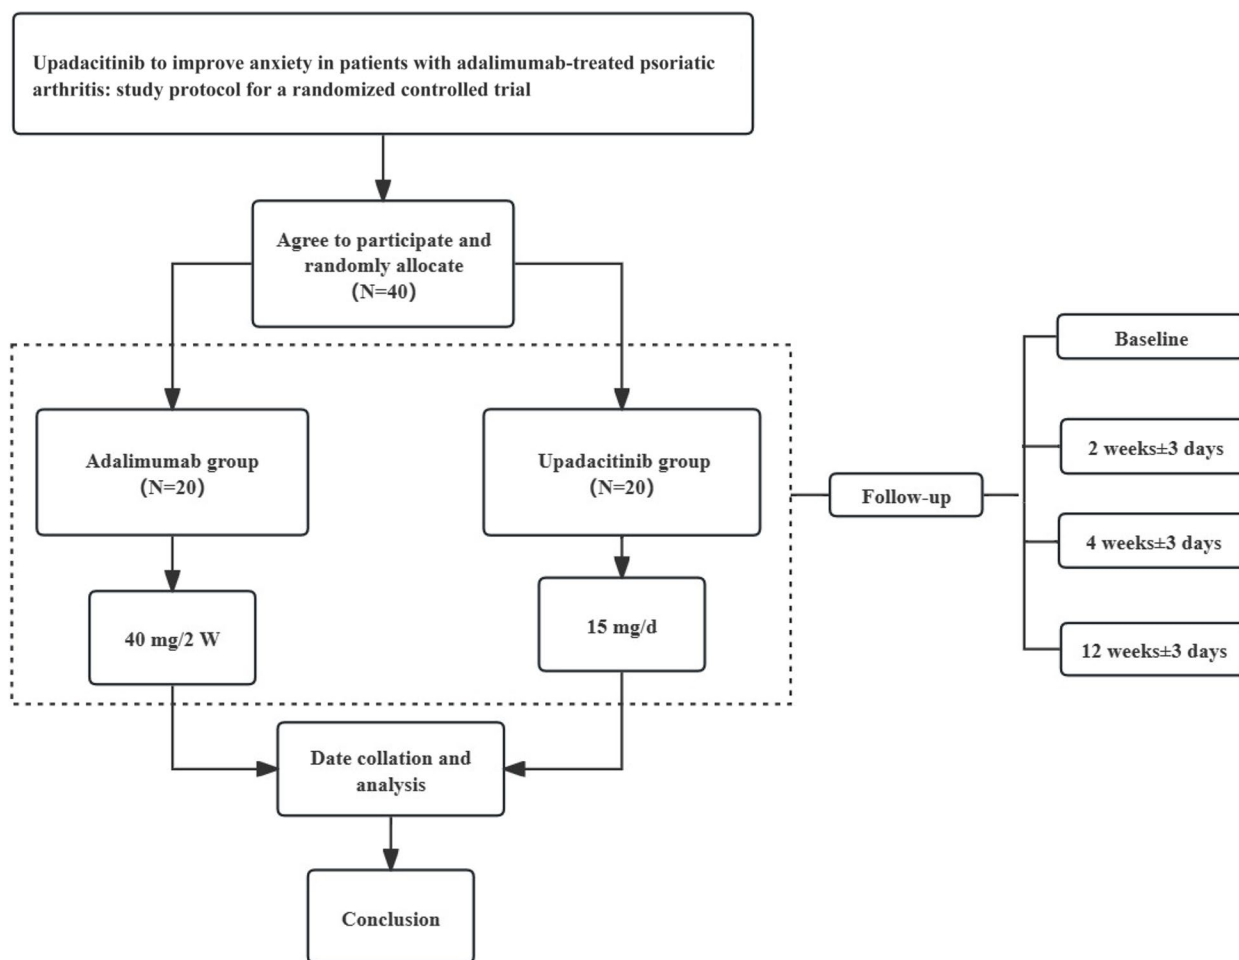 Upadacitinib to improve anxiety in patients with adalimumab-treated psoriatic
arthritis: study protocol for a randomized controlled trial
Agree to participate and
randomly allocate
(N=40)
Adalimumab group
(N=20)
Upadacitinib group
(N=20)
40 mg/2 W
15 mg/d
Follow-up
Baseline
2 weeks±3 days
4 weeks±3 days
12 weeks±3 days
Date collation and
analysis
Conclusion